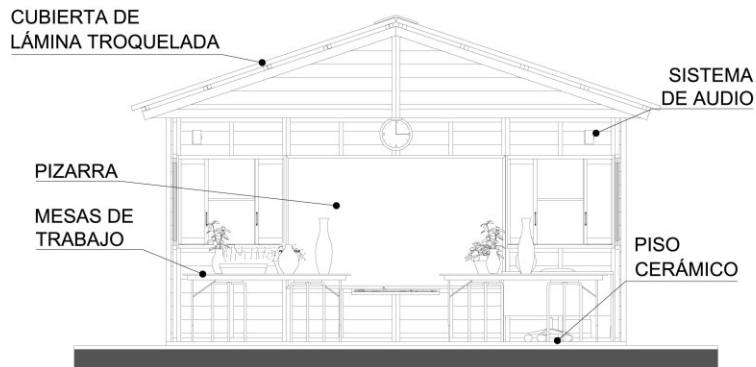 CUBIERTA DE
LÁMINA TROQUELADA
SISTEMA
DE AUDIO
PIZARRA
MESAS DE
TRABAJO
PISO
CERÁMICO